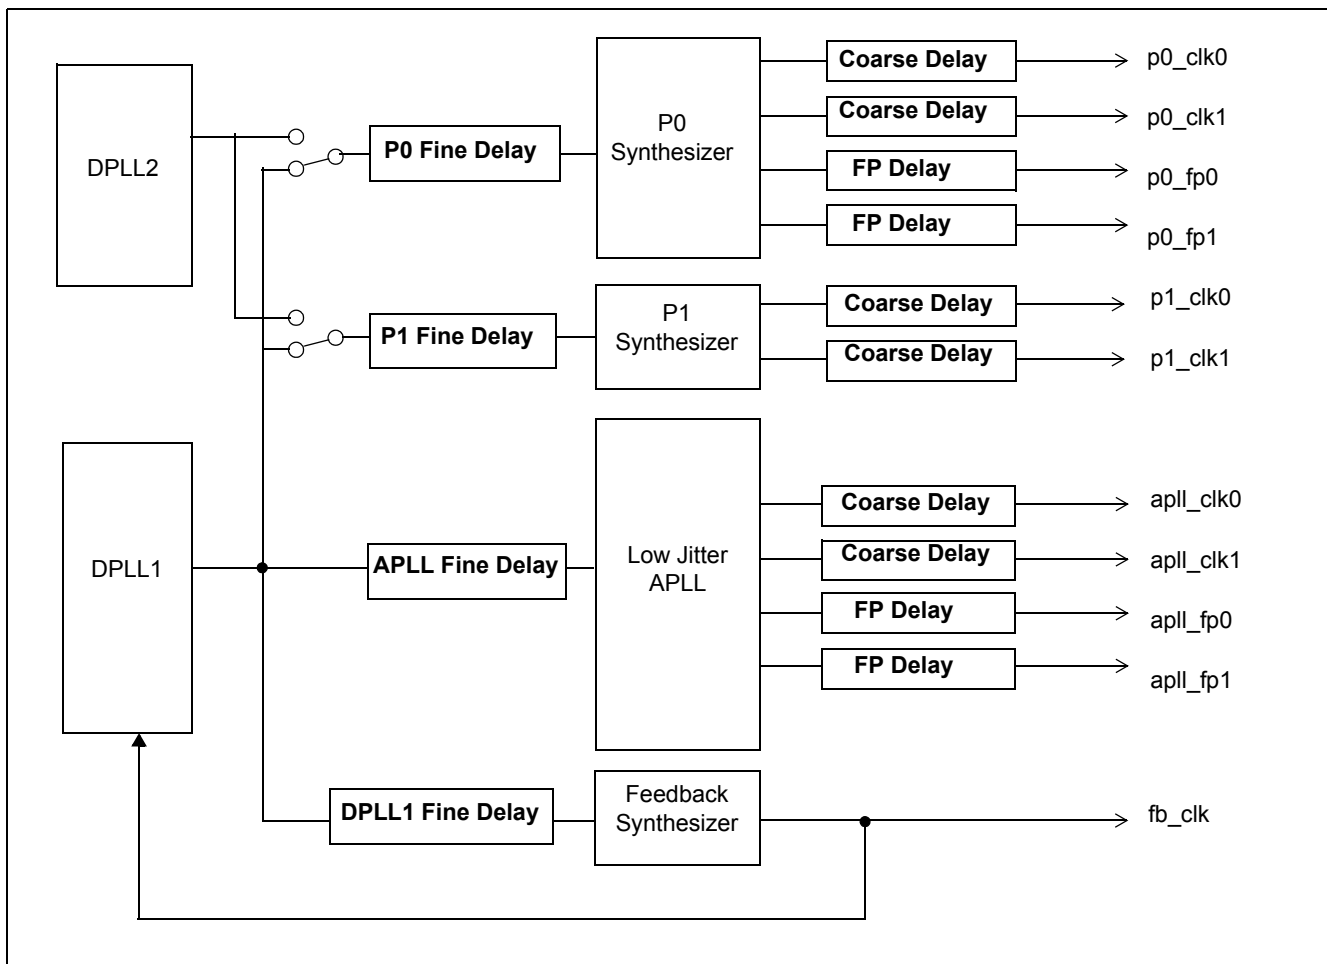 DPLL2
P0 Fine Delay
P0
Synthesizer
Coarse Delay
p0_clk0
Coarse Delay
p0_clk1
FP Delay
p0_fp0
FP Delay
p0_fp1
P1 Fine Delay
P1
Synthesizer
Coarse Delay
p1_clk0
Coarse Delay
p1_clk1
DPLL1
APLL Fine Delay
Low Jitter
APLL
Coarse Delay
apll_clk0
Coarse Delay
apll_clk1
FP Delay
apll_fp0
FP Delay
apll_fp1
DPLL1 Fine Delay
Feedback
Synthesizer
fb_clk